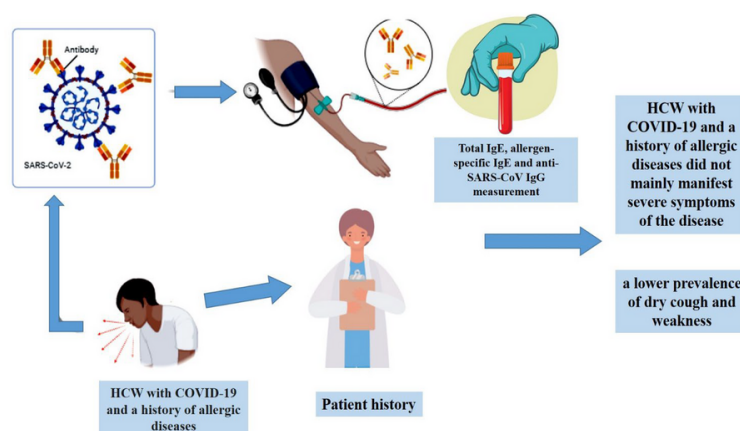 Antibody
SARS-CoV-2
Total IgE, allergen-
specific IgE and anti-
SARS-CoV IgG
measurement
HCW with
COVID-19 and a
history of allergic
diseases did not
mainly manifest
severe symptoms
of the disease
a lower prevalence
of dry cough and
weakness
HCW with COVID-19
and a history of allergic
diseases
Patient history